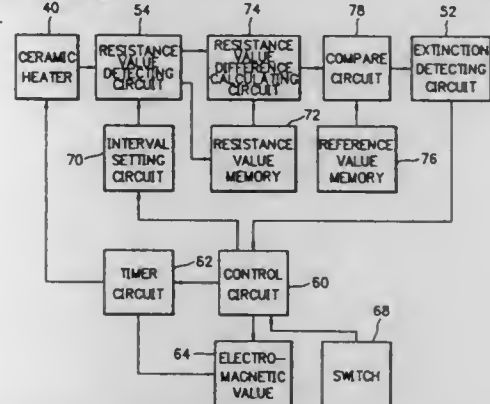 40
54
74
78
52
CERAMIC
HEATER
RESISTANCE
VALUE
DETECTING
CIRCUIT
RESISTANCE
VALUE
DIFFERENCE
CALCULATING
CIRCUIT
COMPARE
CIRCUIT
EXTINCTION
DETECTING
CIRCUIT
70
INTERVAL
SETTING
CIRCUIT
72
RESISTANCE
VALUE
MEMORY
REFERENCE
VALUE
MEMORY
76
62
TIMER
CIRCUIT
CONTROL
CIRCUIT
60
68
64
ELECTRO-
MAGNETIC
VALUE
SWITCH